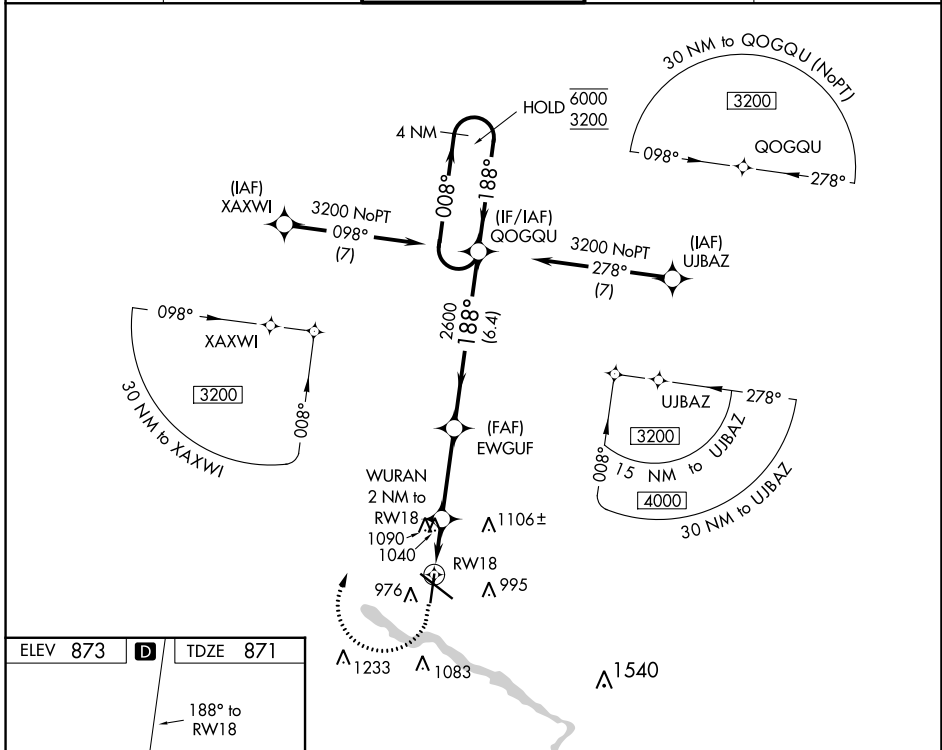 30 NM to QOGQU (NoPT)
3200
QOGQU
098°
278°
HOLD 6000
3200
4 NM
008°
188°
(IAF)
XAXWI
3200 NoPT
098°
(7)
(IF/IAF)
QOGQU
3200 NoPT
278°
(7)
(IAF)
UJBAZ
2600
188°
(6.4)
098°
XAXWI
3200
008°
30 NM to XAXWI
UJBAZ
278°
3200
008°
15 NM to UJBAZ
4000
30 NM to UJBAZ
(FAF)
EWGUF
WURAN
2 NM to
RW18
1090
1040
1106±
RW18
976
995
1233
1083
1540
ELEV 873
D
TDZE 871
188° to
RW18